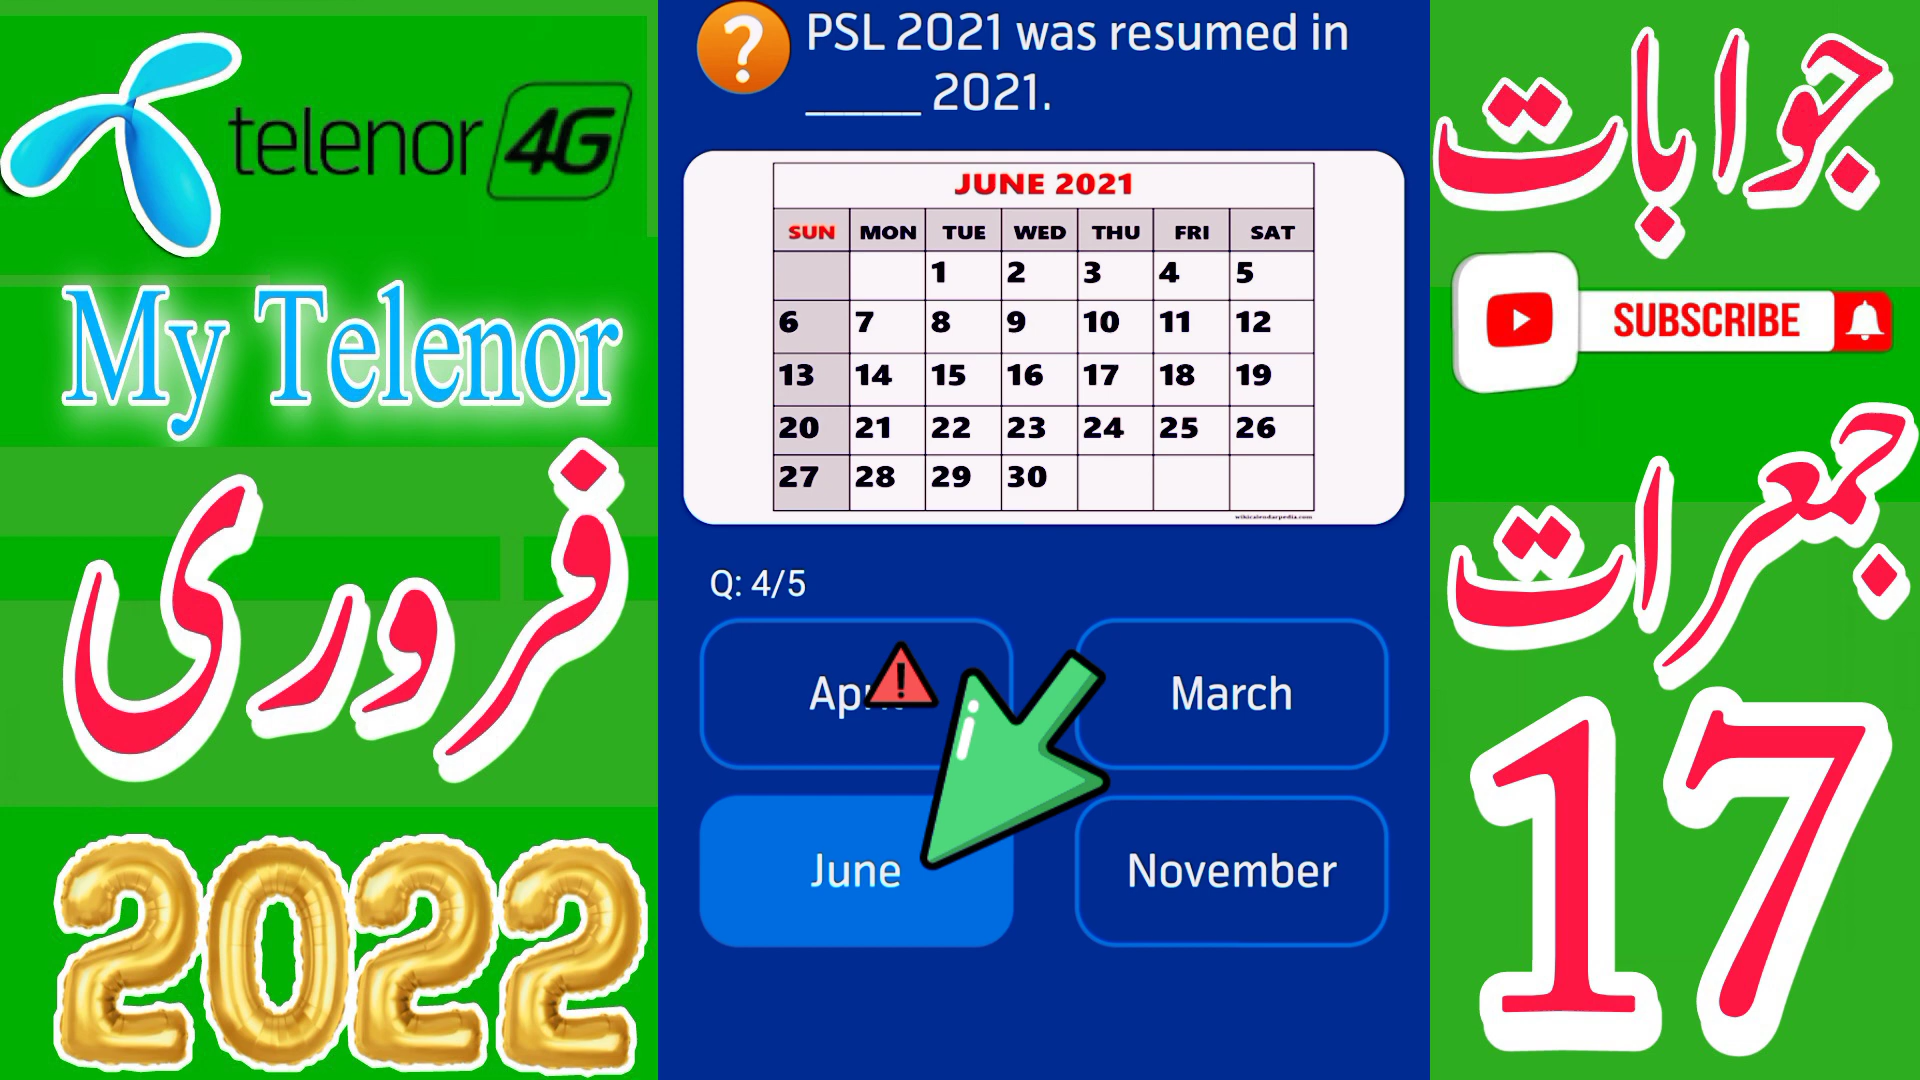 telenor 4G
My Telenor
فروری
2022
PSL 2021 was resumed in
______ 2021.
JUNE 2021
SUN MON TUE WED THU FRI SAT
1 2 3 4 5
6 7 8 9 10 11 12
13 14 15 16 17 18 19
20 21 22 23 24 25 26
27 28 29 30
wikicalendarpedia.com
Q: 4/5
March
June
November
جوابات
SUBSCRIBE
جمعرات
17